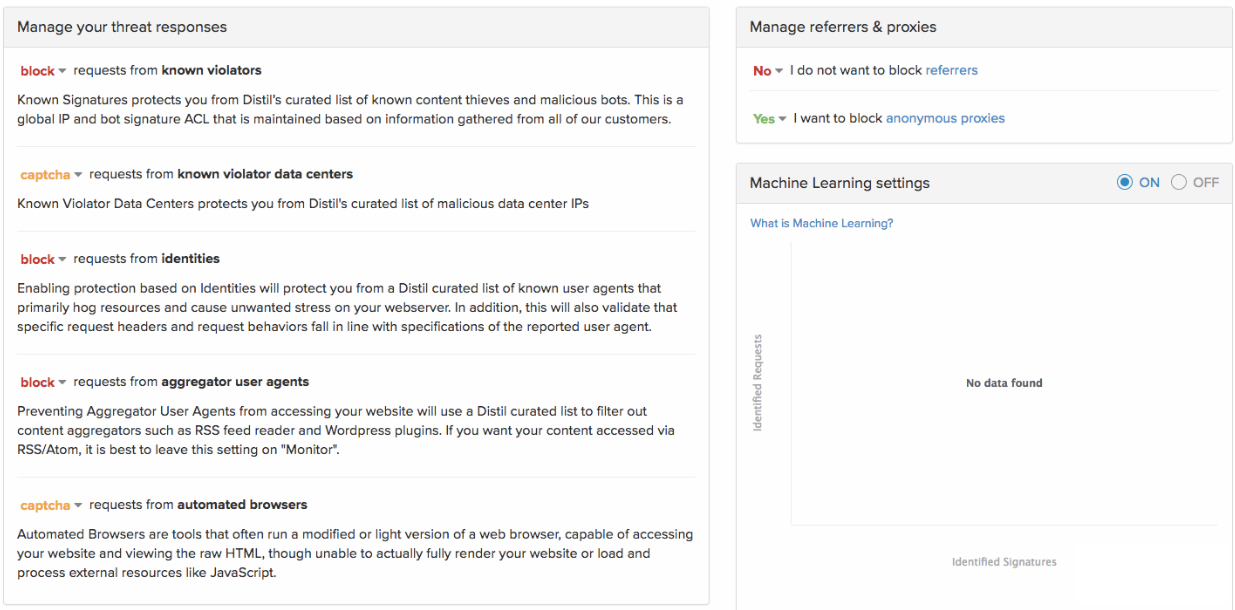 Manage your threat responses
block requests from known violators
Known Signatures protects you from Distil's curated list of known content thieves and malicious bots. This is a
global IP and bot signature ACL that is maintained based on information gathered from all of our customers.
captcha requests from known violator data centers
Known Violator Data Centers protects you from Distil's curated list of malicious data center IPs
block requests from identities
Enabling protection based on Identities will protect you from a Distil curated list of known user agents that
primarily hog resources and cause unwanted stress on your webserver. In addition, this will also validate that
specific request headers and request behaviors fall in line with specifications of the reported user agent.
block requests from aggregator user agents
Preventing Aggregator User Agents from accessing your website will use a Distil curated list to filter out
content aggregators such as RSS feed reader and Wordpress plugins. If you want your content accessed via
RSS/Atom, it is best to leave this setting on "Monitor".
captcha requests from automated browsers
Automated Browsers are tools that often run a modified or light version of a web browser, capable of accessing
your website and viewing the raw HTML, though unable to actually fully render your website or load and
process external resources like JavaScript.
Manage referrers & proxies
No I do not want to block referrers
Yes I want to block anonymous proxies
Machine Learning settings ON OFF
What is Machine Learning?
Identified Requests
No data found
Identified Signatures